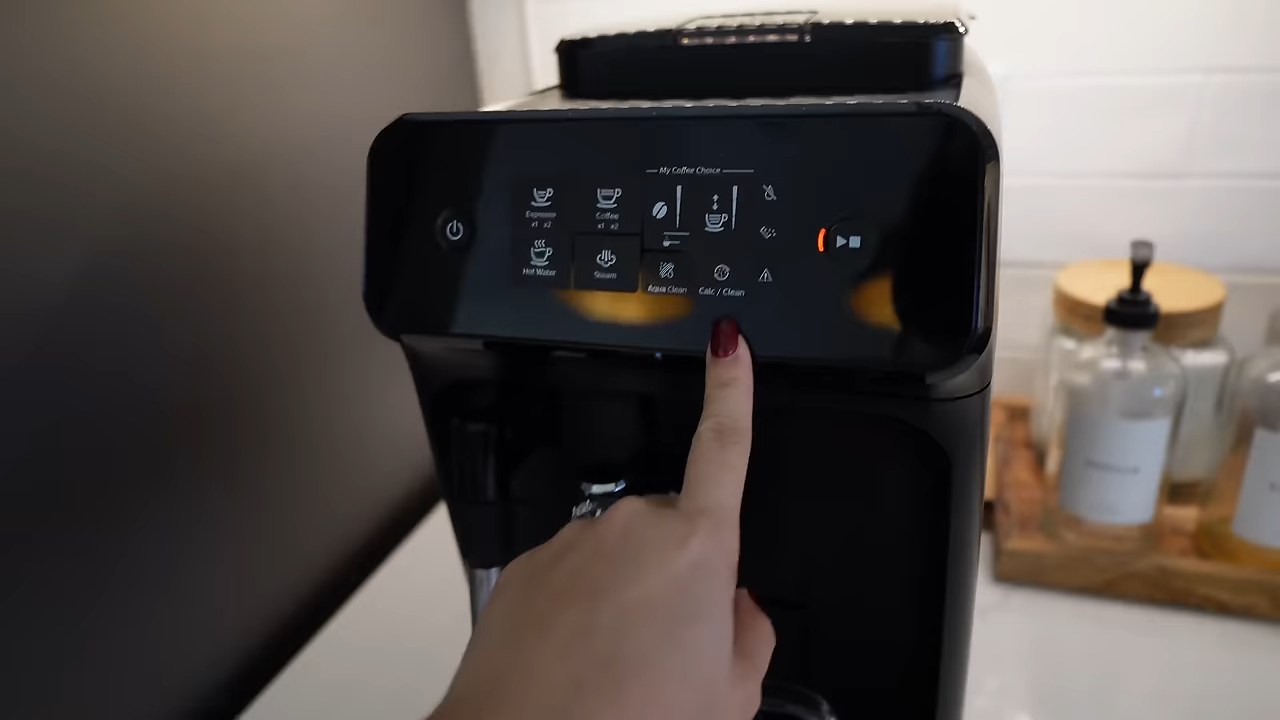 My Coffee Choice
Espresso
x1 x2
Coffee
x1 x2
Hot Water
Steam
Aqua Clean
Calc / Clean